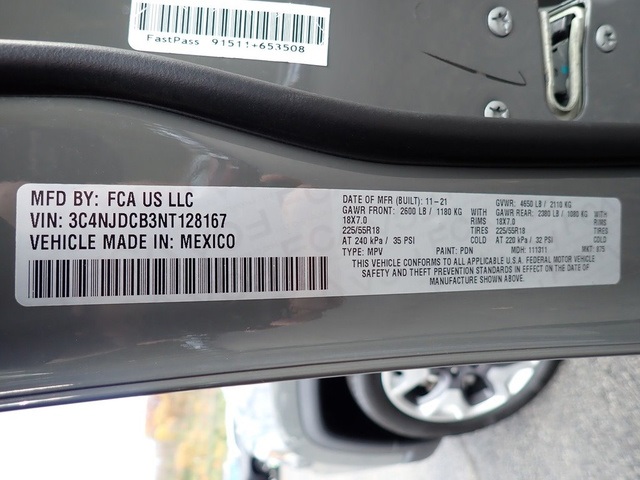 FastPass 91511+653508
MFD BY: FCA US LLC
VIN: 3C4NJDCB3NT128167
VEHICLE MADE IN: MEXICO
DATE OF MFR (BUILT): 11-21 GVWR: 4650 LB / 2110 KG
GAWR FRONT: 2600 LB / 1180 KG GAWR REAR: 2380 LB / 1080 KG
18X7.0 RIMS 18X7.0 RIMS
225/55R18 TIRES 225/55R18 TIRES
AT 240 kPa / 35 PSI COLD AT 220 kPa / 32 PSI COLD
TYPE: MPV PAINT: PDN MDH: 111011 MKT: 675
THIS VEHICLE CONFORMS TO ALL APPLICABLE U.S.A. FEDERAL MOTOR VEHICLE
SAFETY AND THEFT PREVENTION STANDARDS IN EFFECT ON THE DATE OF
MANUFACTURE SHOWN ABOVE.